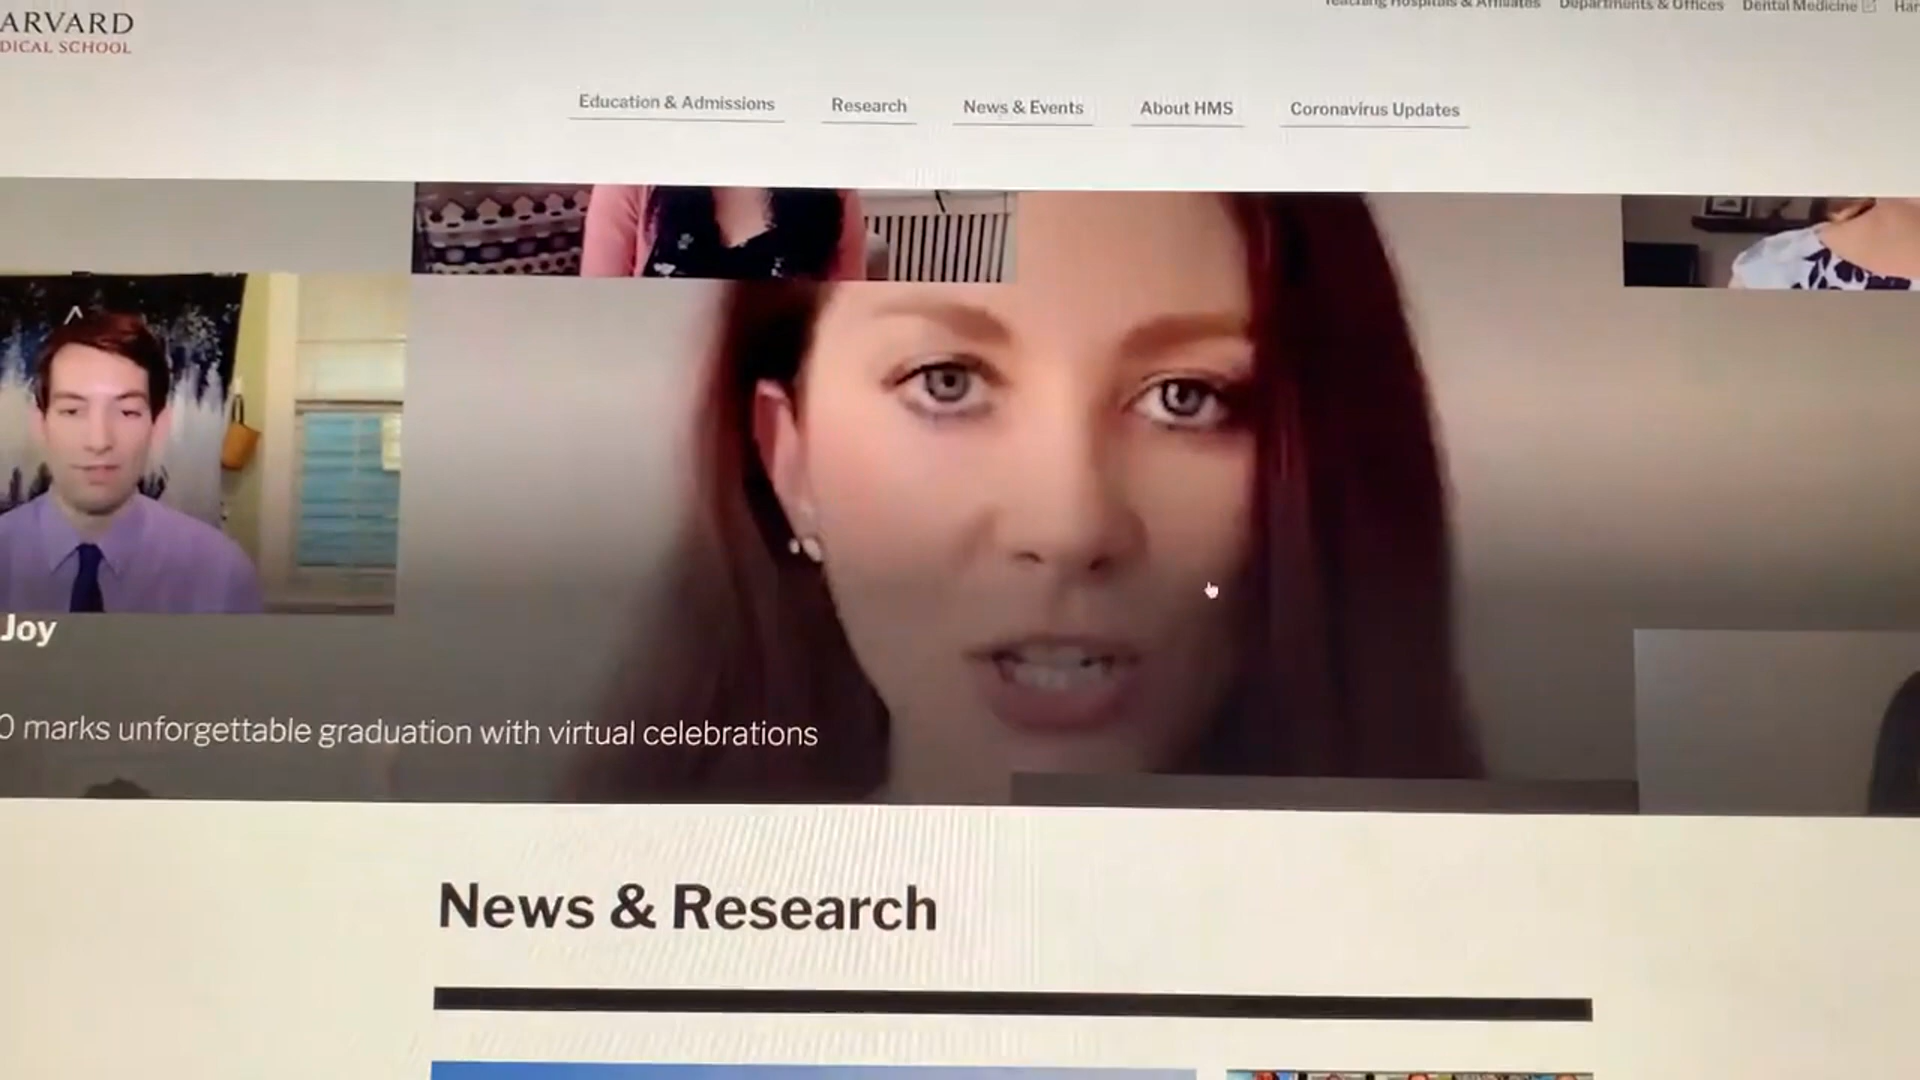 ARVARD
DICAL SCHOOL
Teaching Hospitals & Affiliates Departments & Offices Dental Medicine Har
Education & Admissions Research News & Events About HMS Coronavirus Updates
Joy
0 marks unforgettable graduation with virtual celebrations
News & Research